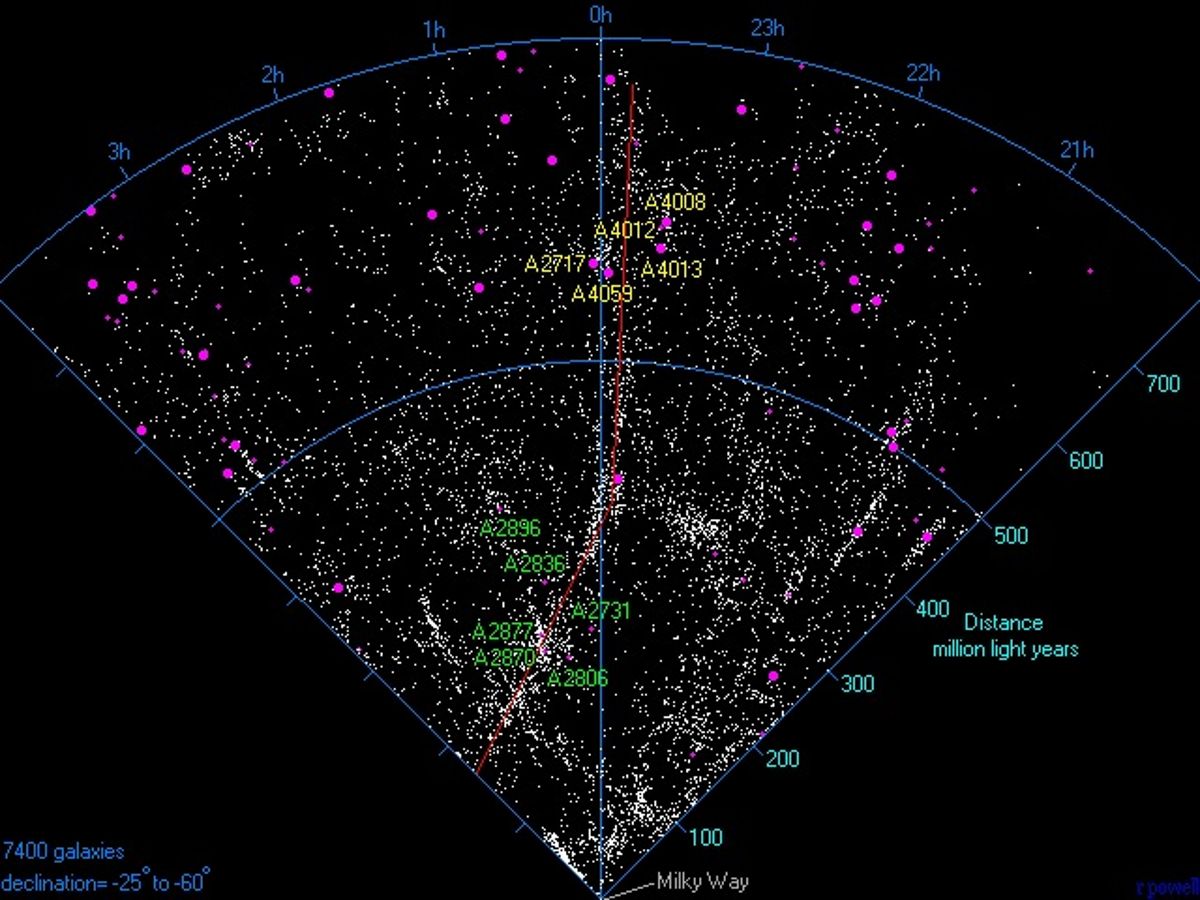 0h
1h
23h
2h
22h
3h
21h
A4008
A4012
A2717
A4013
A4059
700
600
A2896
500
A2836
400
A2731
Distance
million light years
A2877
A2870
A2806
300
200
100
7400 galaxies
declination= -25° to -60°
Milky Way
r powell